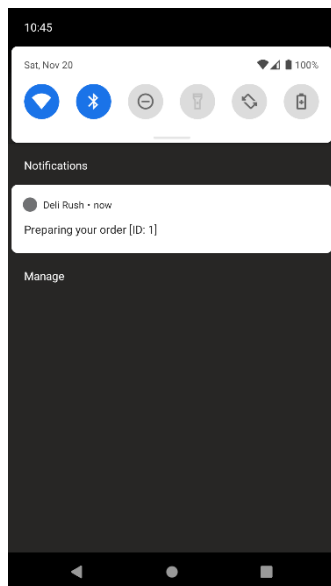 10:45
Sat, Nov 20
100%
Notifications
Deli Rush • now
Preparing your order [ID: 1]
Manage